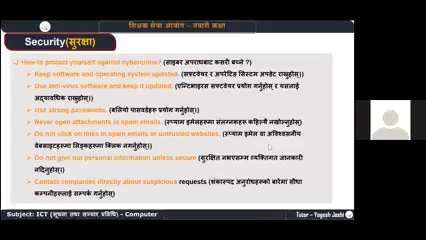 शिक्षक सेवा आयोग - तयारी कक्षा
Security(सुरक्षा)
How to protect yourself against cybercrime? (साइबर अपराधबाट कसरी बच्ने ?)
Keep software and operating system updated. (सफ्टवेयर र अपरेटिङ सिस्टम अपडेट राख्नुहोस्)
Use anti-virus software and keep it updated. (एन्टिभाइरस सफ्टवेयर प्रयोग गर्नुहोस् र यसलाई
अद्यावधिक राख्नुहोस्।)
Use strong passwords. (बलियो पासवर्डहरू प्रयोग गर्नुहोस्)
Never open attachments in spam emails. (स्प्याम इमेलहरूमा संलग्नकहरू कहिल्यै नखोल्नुहोस्)
Do not click on links in spam emails or untrusted websites. (स्प्याम इमेल वा अविश्वसनीय
वेबसाइटहरूमा लिङ्कहरूमा क्लिक नगर्नुहोस्।)
Do not give our personal information unless secure (सुरक्षित नभएसम्म व्यक्तिगत जानकारी
नदिनुहोस्)
Contact companies directly about suspicious requests (शंकास्पद अनुरोधहरूको बारेमा सीधा
कम्पनीहरूलाई सम्पर्क गर्नुहोस्)
Subject: ICT (सूचना तथा सञ्चार प्रविधि) - Computer
Tutor – Yogesh Joshi